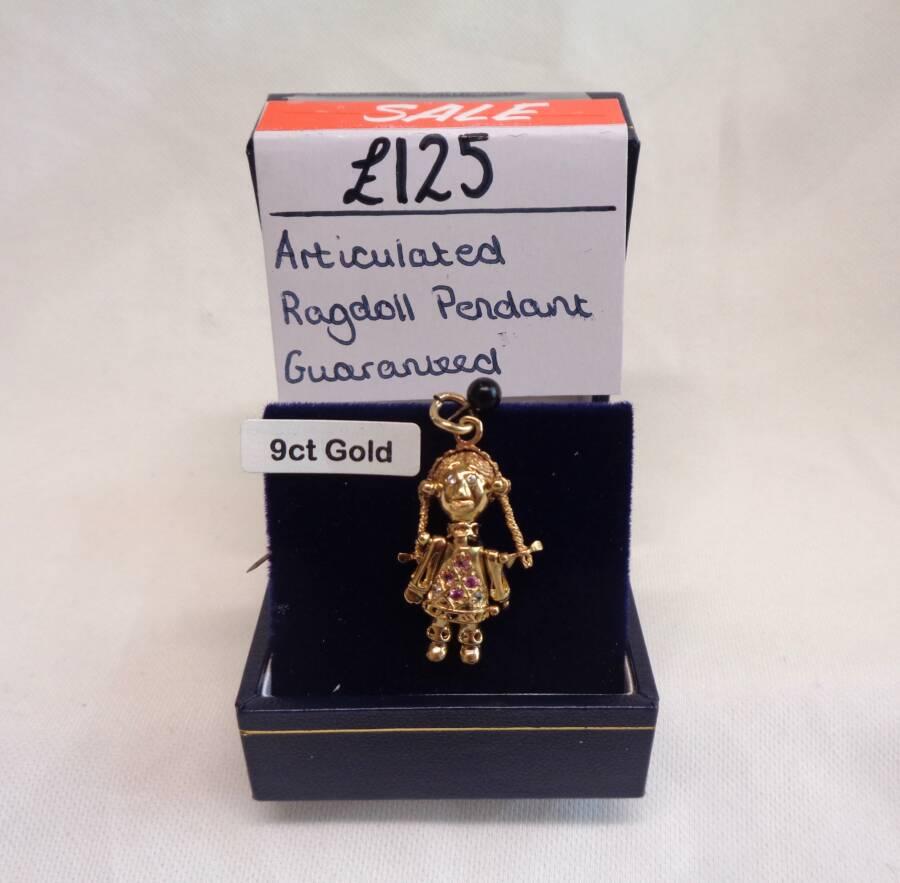 SALE
£125
Articulated
Ragdoll Pendant
Guaranteed
9ct Gold